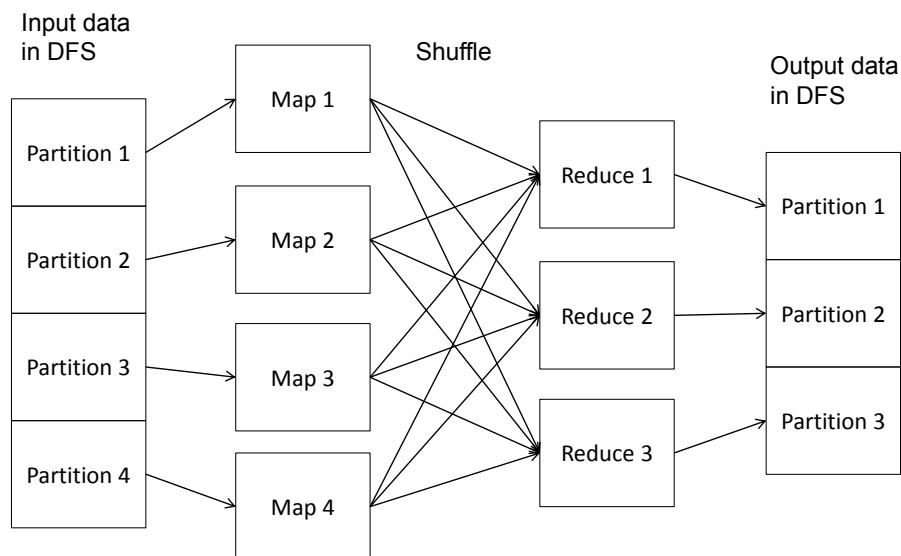 Input data
in DFS
Partition 1
Partition 2
Partition 3
Partition 4
Map 1
Map 2
Map 3
Map 4
Shuffle
Reduce 1
Reduce 2
Reduce 3
Output data
in DFS
Partition 1
Partition 2
Partition 3